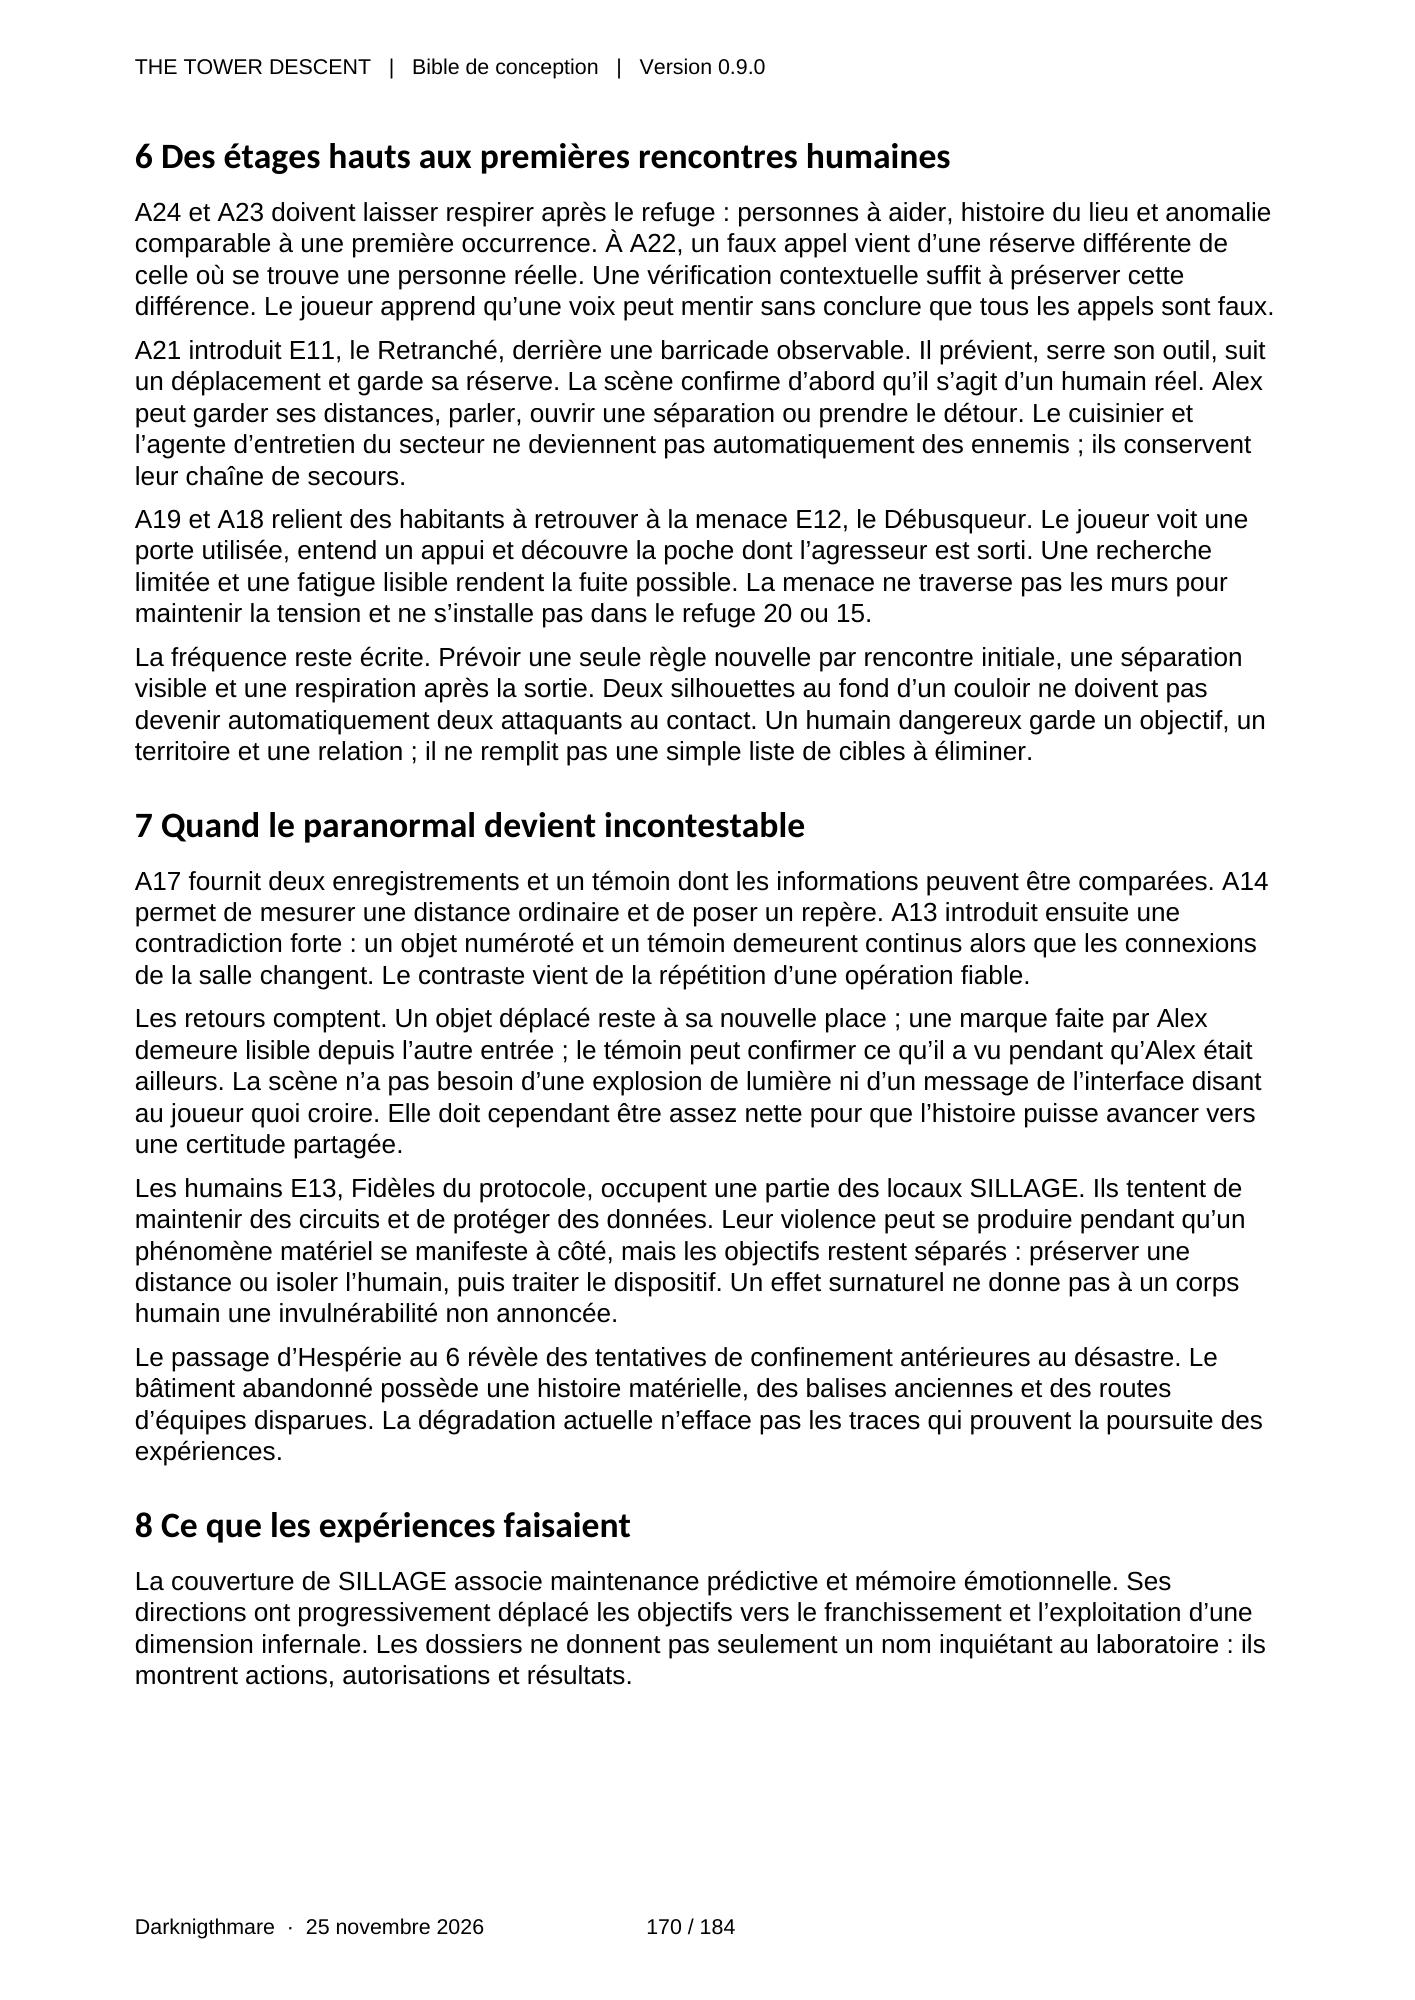 THE TOWER DESCENT | Bible de conception | Version 0.9.0
6 Des étages hauts aux premières rencontres humaines
A24 et A23 doivent laisser respirer après le refuge : personnes à aider, histoire du lieu et anomalie
comparable à une première occurrence. À A22, un faux appel vient d’une réserve différente de
celle où se trouve une personne réelle. Une vérification contextuelle suffit à préserver cette
différence. Le joueur apprend qu’une voix peut mentir sans conclure que tous les appels sont faux.
A21 introduit E11, le Retranché, derrière une barricade observable. Il prévient, serre son outil, suit
un déplacement et garde sa réserve. La scène confirme d’abord qu’il s’agit d’un humain réel. Alex
peut garder ses distances, parler, ouvrir une séparation ou prendre le détour. Le cuisinier et
l’agente d’entretien du secteur ne deviennent pas automatiquement des ennemis ; ils conservent
leur chaîne de secours.
A19 et A18 relient des habitants à retrouver à la menace E12, le Débusqueur. Le joueur voit une
porte utilisée, entend un appui et découvre la poche dont l’agresseur est sorti. Une recherche
limitée et une fatigue lisible rendent la fuite possible. La menace ne traverse pas les murs pour
maintenir la tension et ne s’installe pas dans le refuge 20 ou 15.
La fréquence reste écrite. Prévoir une seule règle nouvelle par rencontre initiale, une séparation
visible et une respiration après la sortie. Deux silhouettes au fond d’un couloir ne doivent pas
devenir automatiquement deux attaquants au contact. Un humain dangereux garde un objectif, un
territoire et une relation ; il ne remplit pas une simple liste de cibles à éliminer.
7 Quand le paranormal devient incontestable
A17 fournit deux enregistrements et un témoin dont les informations peuvent être comparées. A14
permet de mesurer une distance ordinaire et de poser un repère. A13 introduit ensuite une
contradiction forte : un objet numéroté et un témoin demeurent continus alors que les connexions
de la salle changent. Le contraste vient de la répétition d’une opération fiable.
Les retours comptent. Un objet déplacé reste à sa nouvelle place ; une marque faite par Alex
demeure lisible depuis l’autre entrée ; le témoin peut confirmer ce qu’il a vu pendant qu’Alex était
ailleurs. La scène n’a pas besoin d’une explosion de lumière ni d’un message de l’interface disant
au joueur quoi croire. Elle doit cependant être assez nette pour que l’histoire puisse avancer vers
une certitude partagée.
Les humains E13, Fidèles du protocole, occupent une partie des locaux SILLAGE. Ils tentent de
maintenir des circuits et de protéger des données. Leur violence peut se produire pendant qu’un
phénomène matériel se manifeste à côté, mais les objectifs restent séparés : préserver une
distance ou isoler l’humain, puis traiter le dispositif. Un effet surnaturel ne donne pas à un corps
humain une invulnérabilité non annoncée.
Le passage d’Hespérie au 6 révèle des tentatives de confinement antérieures au désastre. Le
bâtiment abandonné possède une histoire matérielle, des balises anciennes et des routes
d’équipes disparues. La dégradation actuelle n’efface pas les traces qui prouvent la poursuite des
expériences.
8 Ce que les expériences faisaient
La couverture de SILLAGE associe maintenance prédictive et mémoire émotionnelle. Ses
directions ont progressivement déplacé les objectifs vers le franchissement et l’exploitation d’une
dimension infernale. Les dossiers ne donnent pas seulement un nom inquiétant au laboratoire : ils
montrent actions, autorisations et résultats.
Darknigthmare · 25 novembre 2026 170 / 184